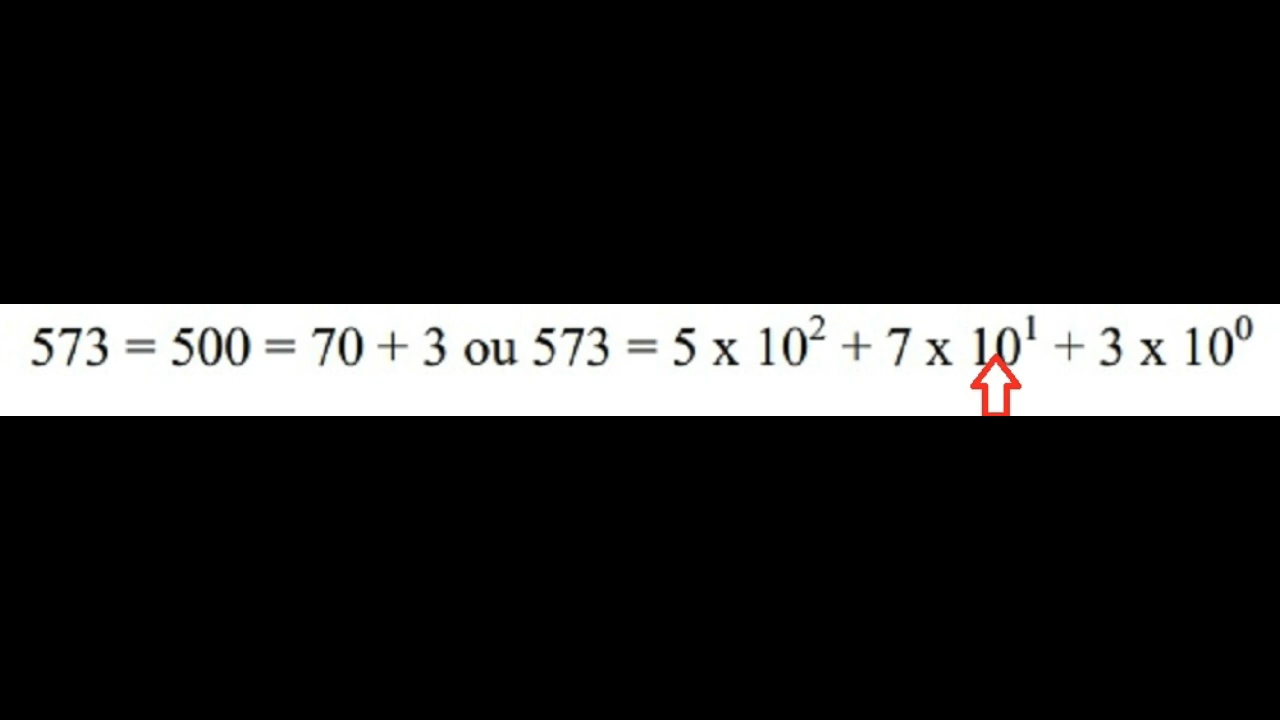 573 = 500 = 70 + 3 ou 573 = 5 x 10² + 7 x 10¹ + 3 x 10⁰